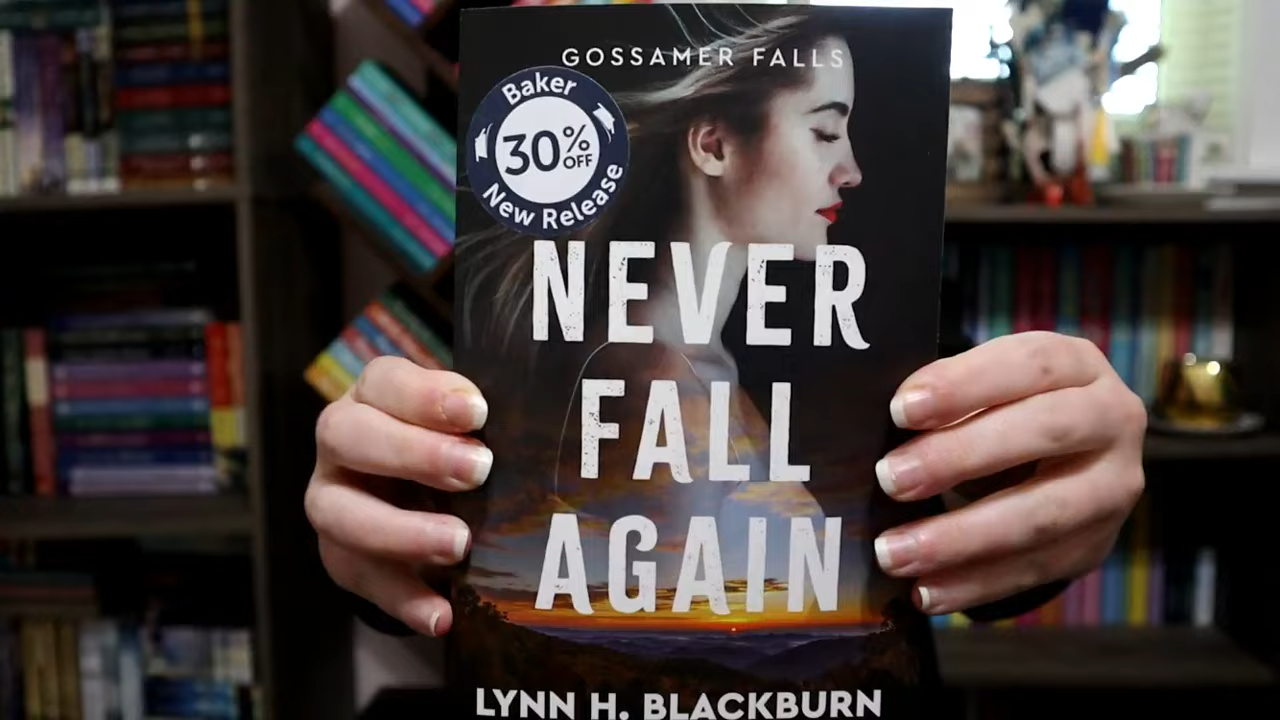 GOSSAMER FALLS
Baker
30%
OFF
New Release
NEVER
FALL
AGAIN
LYNN H. BLACKBURN